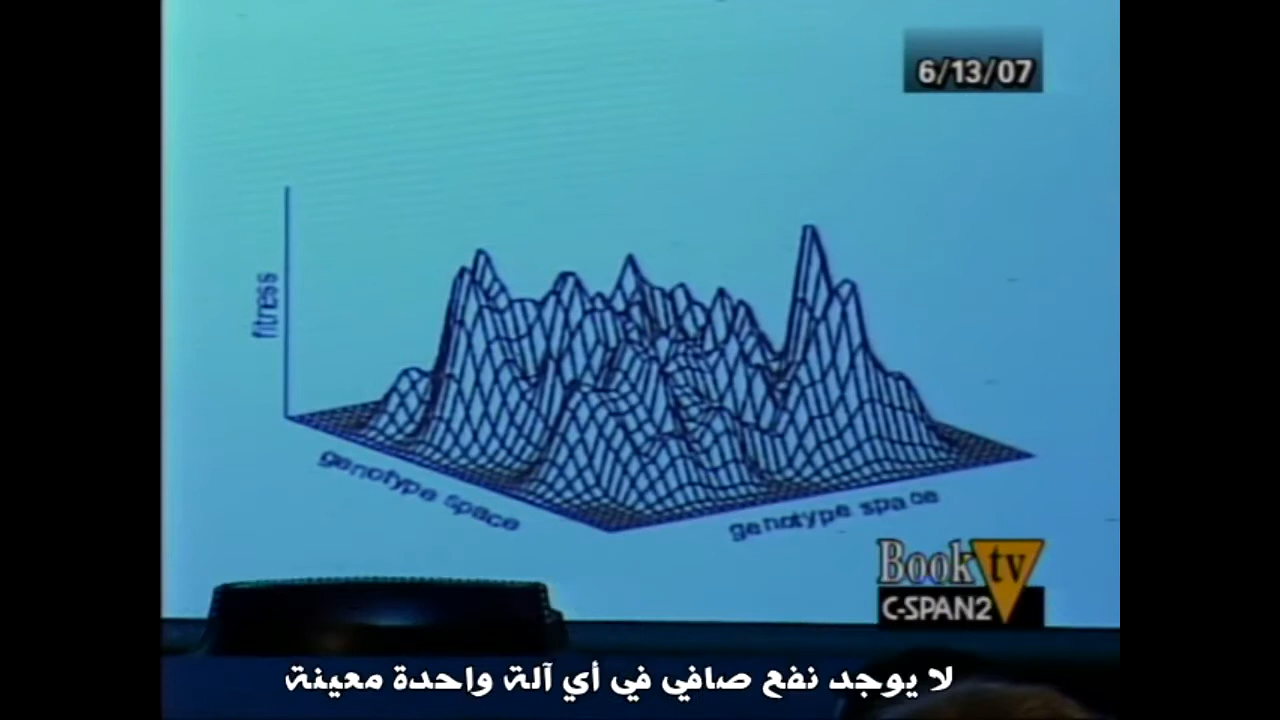 6/13/07
fitness
genotype space
genotype space
Book tv
C-SPAN2
لا يوجد نفع صافي في أي آلة واحدة معينة